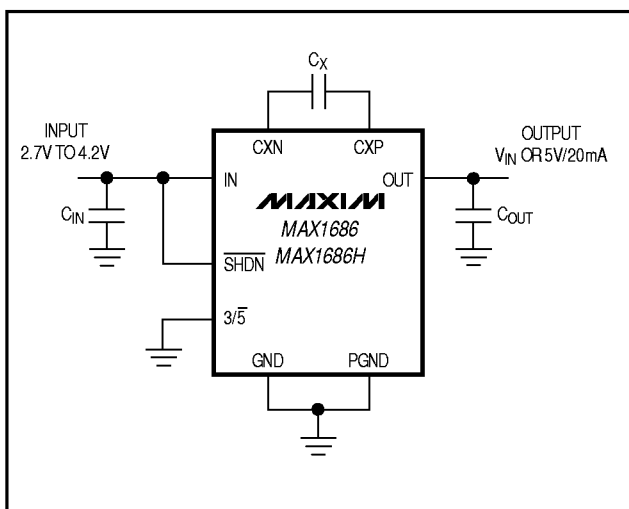 CX
INPUT
2.7V TO 4.2V
OUTPUT
VIN OR 5V/20mA
CXN
CXP
IN
OUT
MAXIM
MAX1686
MAX1686H
CIN
COUT
SHDN
3/5
GND
PGND